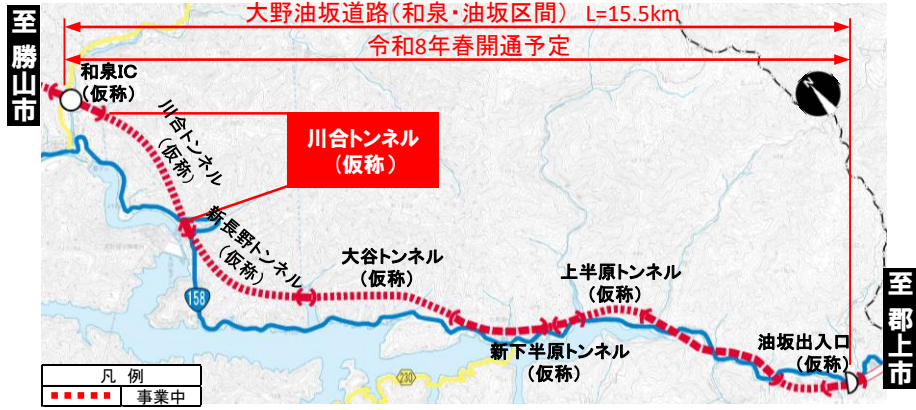 大野油坂道路(和泉・油坂区間) L=15.5km
令和8年春開通予定
至 勝山市
和泉IC
(仮称)
川合トンネル
(仮称)
川合トンネル
(仮称)
新長野トンネル
(仮称)
大谷トンネル
(仮称)
上半原トンネル
(仮称)
158
新下半原トンネル
(仮称)
油坂出入口
(仮称)
至 郡上市
230
凡 例
事業中